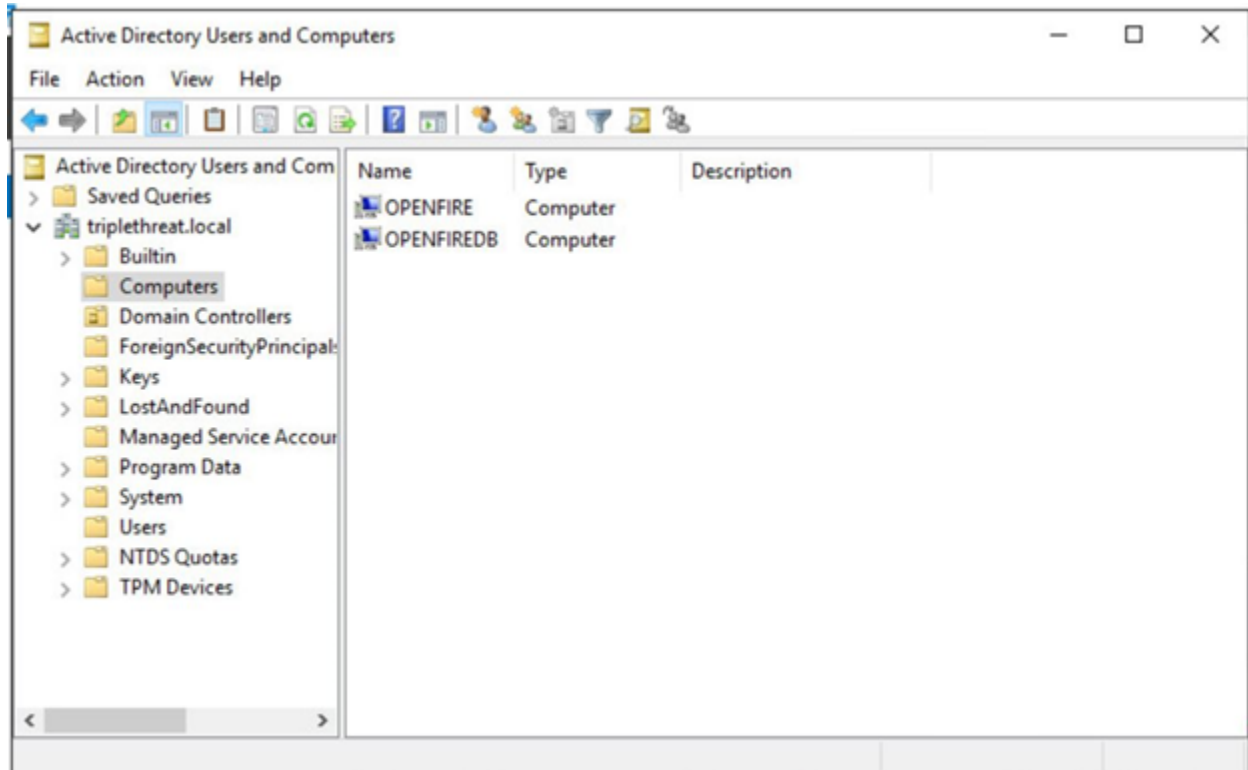 Active Directory Users and Computers
File Action View Help
Active Directory Users and Com
Saved Queries
triplethreat.local
Builtin
Computers
Domain Controllers
ForeignSecurityPrincipals
Keys
LostAndFound
Managed Service Accour
Program Data
System
Users
NTDS Quotas
TPM Devices
Name Type Description
OPENFIRE Computer
OPENFIREDB Computer